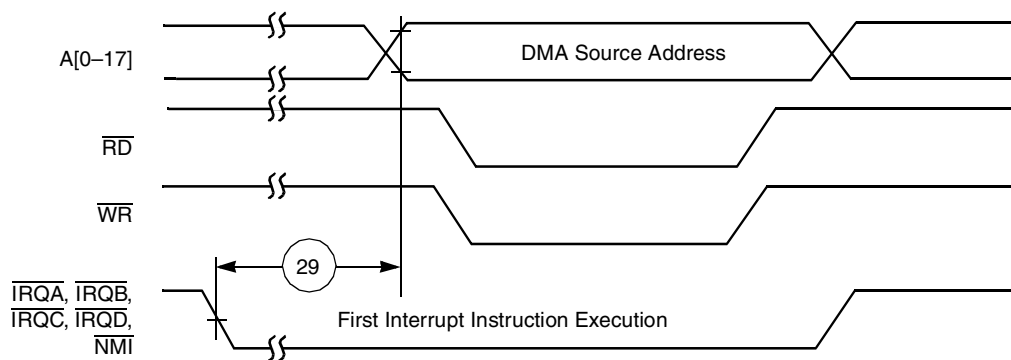 A[0–17]
DMA Source Address
RD
WR
29
IRQA, IRQB,
IRQC, IRQD,
NMI
First Interrupt Instruction Execution